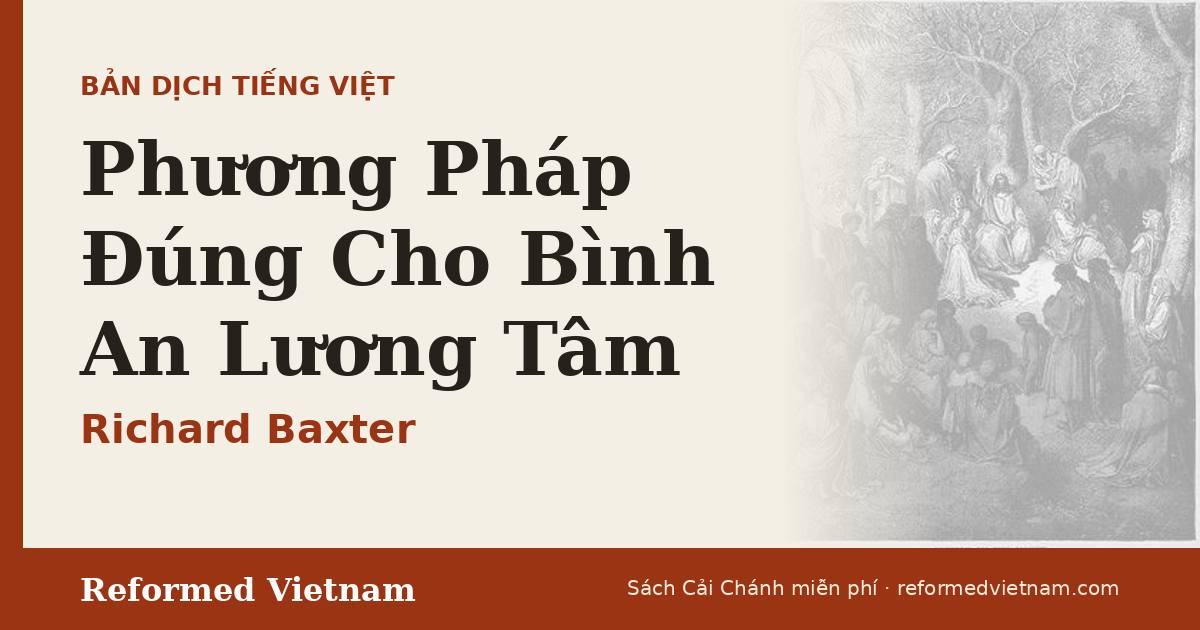 BẢN DỊCH TIẾNG VIỆT
Phương Pháp
Đúng Cho Bình
An Lương Tâm
Richard Baxter
Reformed Vietnam
Sách Cải Chánh miễn phí · reformedvietnam.com